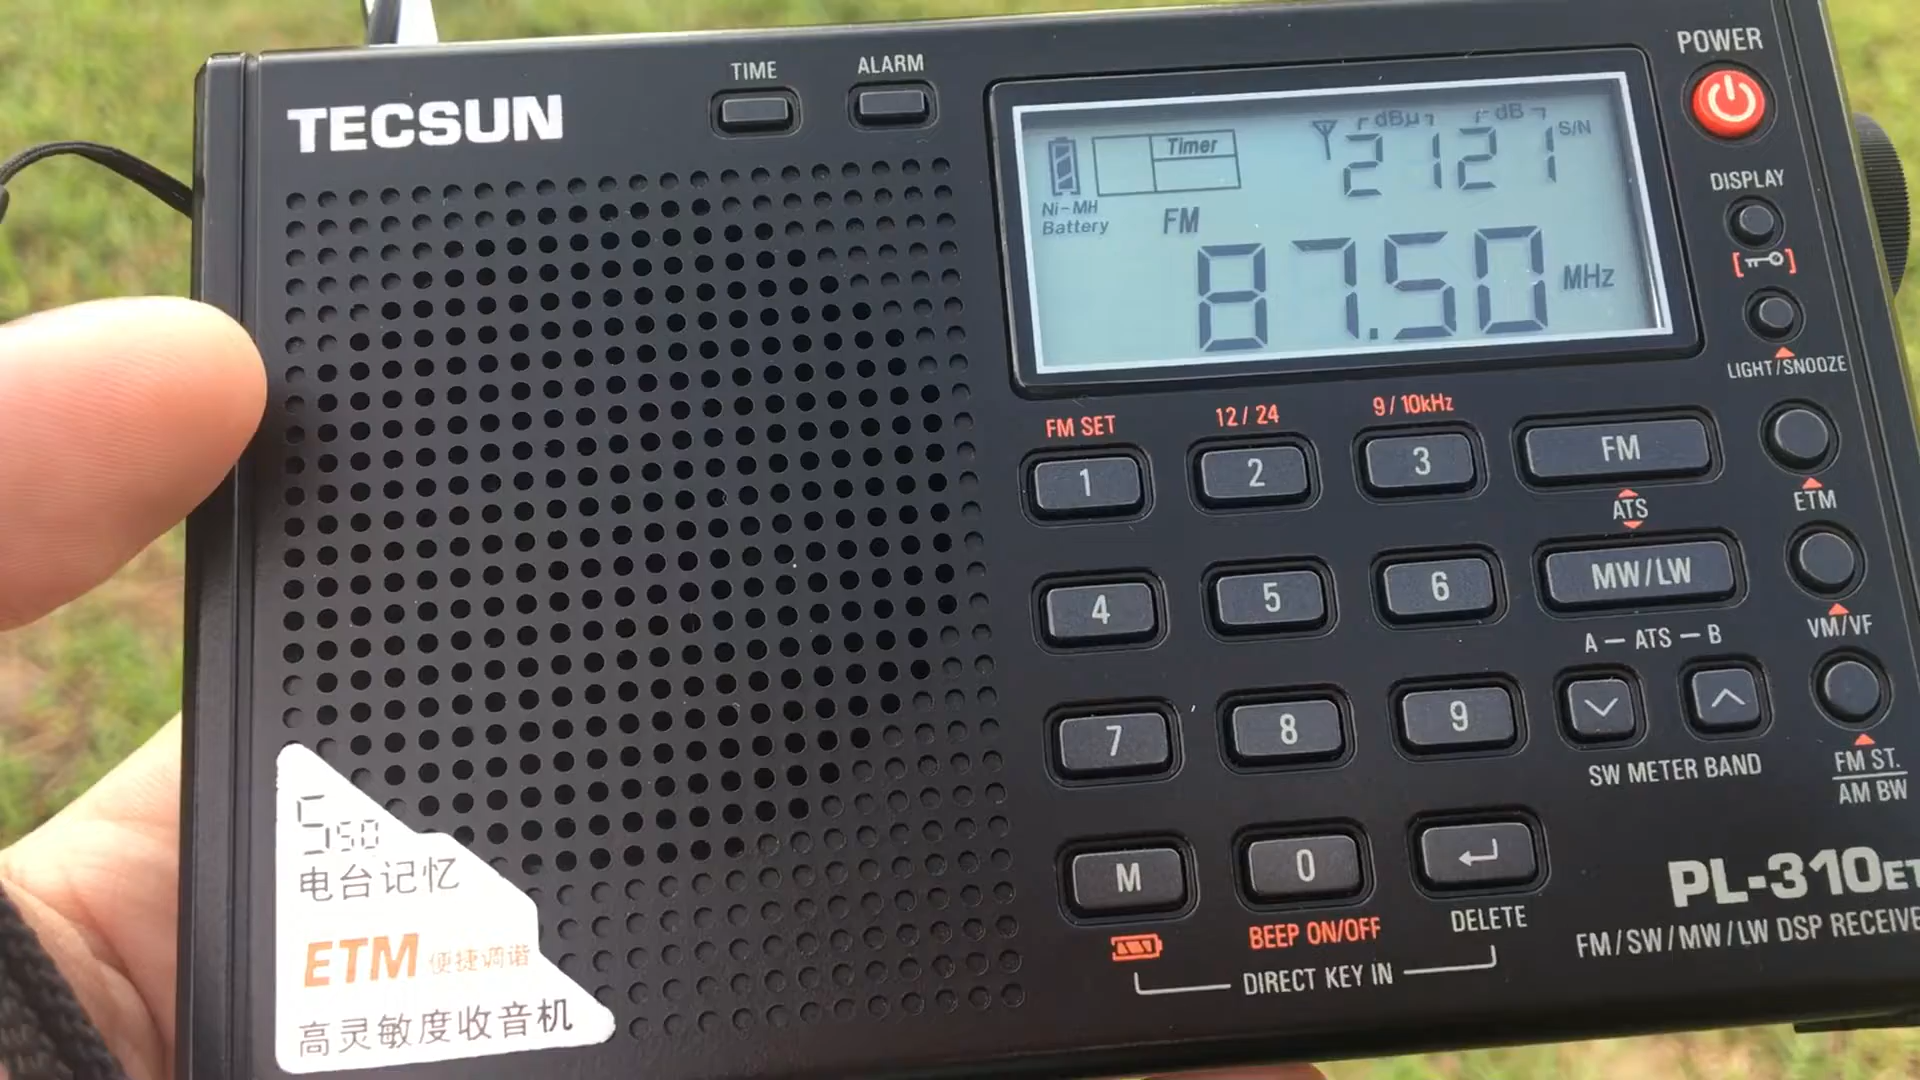 POWER
TIME
ALARM
TECSUN
Timer
dBμ
dB
S/N
21 21
Ni-MH
Battery
FM
87.50 MHz
DISPLAY
LIGHT/SNOOZE
FM SET
12/24
9/10kHz
1
2
3
FM
ETM
ATS
4
5
6
MW/LW
VM/VF
A — ATS — B
7
8
9
SW METER BAND
FM ST.
AM BW
M
0
DELETE
BEEP ON/OFF
DIRECT KEY IN
PL-310ET
FM/SW/MW/LW DSP RECEIVE
550
电台记忆
ETM 便捷调谐
高灵敏度收音机